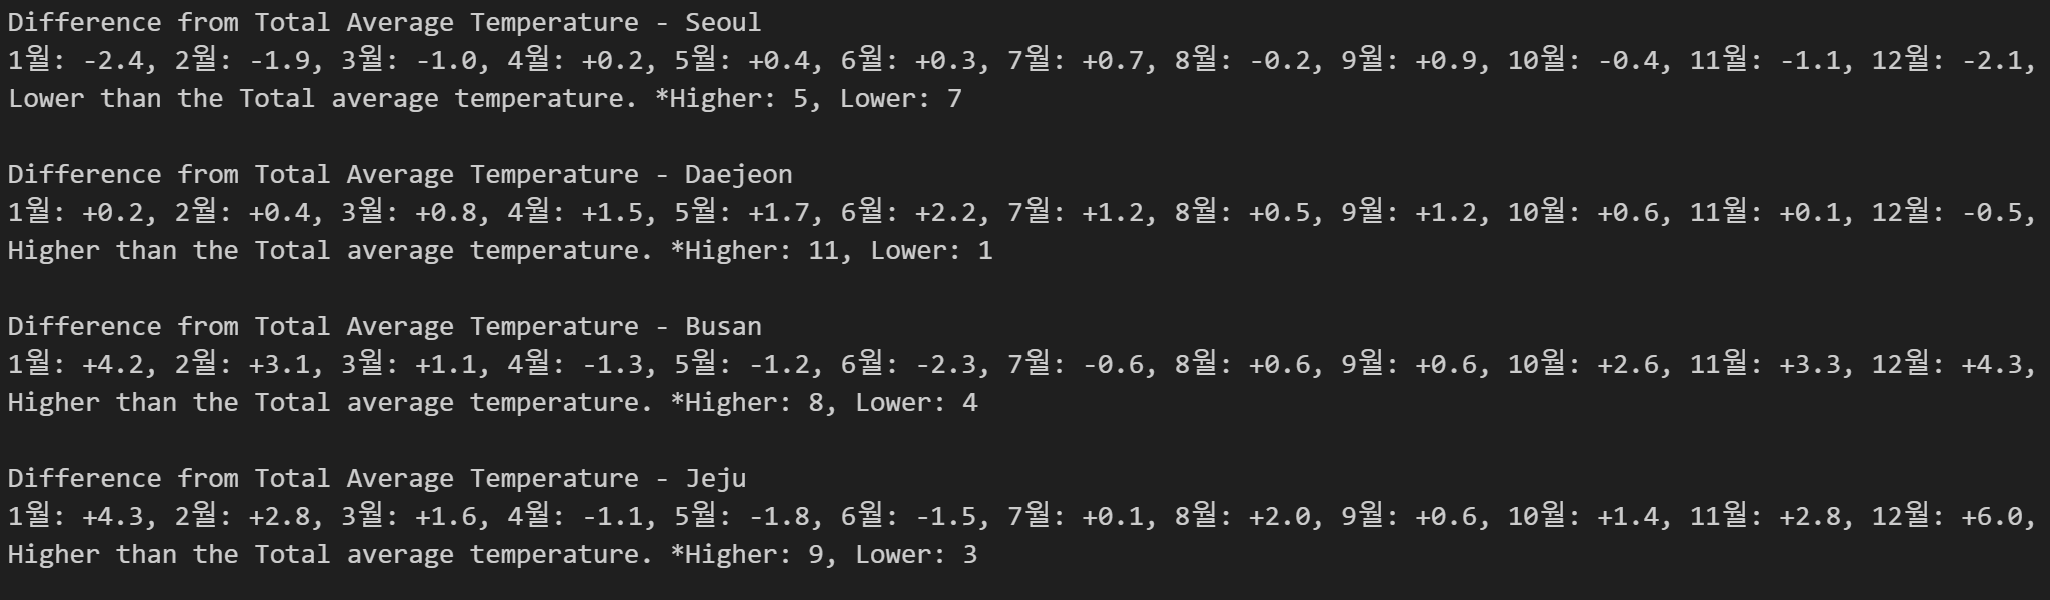 Difference from Total Average Temperature - Seoul
1월: -2.4, 2월: -1.9, 3월: -1.0, 4월: +0.2, 5월: +0.4, 6월: +0.3, 7월: +0.7, 8월: -0.2, 9월: +0.9, 10월: -0.4, 11월: -1.1, 12월: -2.1,
Lower than the Total average temperature. *Higher: 5, Lower: 7
Difference from Total Average Temperature - Daejeon
1월: +0.2, 2월: +0.4, 3월: +0.8, 4월: +1.5, 5월: +1.7, 6월: +2.2, 7월: +1.2, 8월: +0.5, 9월: +1.2, 10월: +0.6, 11월: +0.1, 12월: -0.5,
Higher than the Total average temperature. *Higher: 11, Lower: 1
Difference from Total Average Temperature - Busan
1월: +4.2, 2월: +3.1, 3월: +1.1, 4월: -1.3, 5월: -1.2, 6월: -2.3, 7월: -0.6, 8월: +0.6, 9월: +0.6, 10월: +2.6, 11월: +3.3, 12월: +4.3,
Higher than the Total average temperature. *Higher: 8, Lower: 4
Difference from Total Average Temperature - Jeju
1월: +4.3, 2월: +2.8, 3월: +1.6, 4월: -1.1, 5월: -1.8, 6월: -1.5, 7월: +0.1, 8월: +2.0, 9월: +0.6, 10월: +1.4, 11월: +2.8, 12월: +6.0,
Higher than the Total average temperature. *Higher: 9, Lower: 3